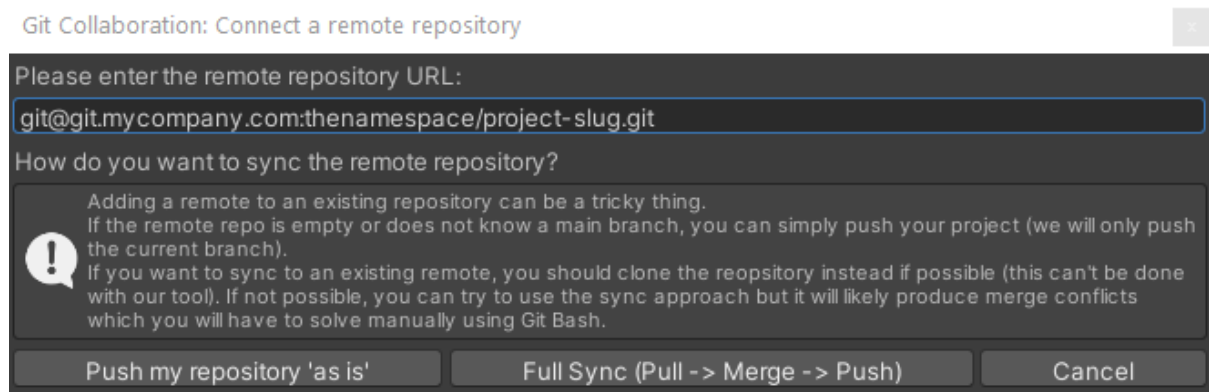 Git Collaboration: Connect a remote repository
Please enter the remote repository URL:
git@git.mycompany.com:thenamespace/project-slug.git
How do you want to sync the remote repository?
Adding a remote to an existing repository can be a tricky thing.
If the remote repo is empty or does not know a main branch, you can simply push your project (we will only push
the current branch).
If you want to sync to an existing remote, you should clone the reopsitory instead if possible (this can't be done
with our tool). If not possible, you can try to use the sync approach but it will likely produce merge conflicts
which you will have to solve manually using Git Bash.
Push my repository 'as is'
Full Sync (Pull -> Merge -> Push)
Cancel